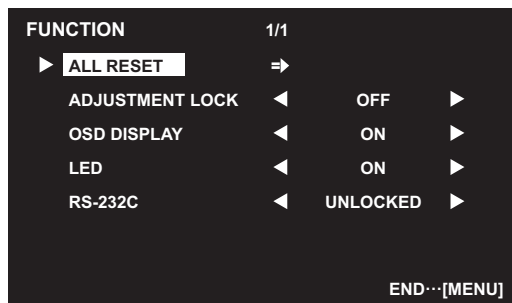 FUNCTION 1/1
ALL RESET
ADJUSTMENT LOCK OFF
OSD DISPLAY ON
LED ON
RS-232C UNLOCKED
END···[MENU]